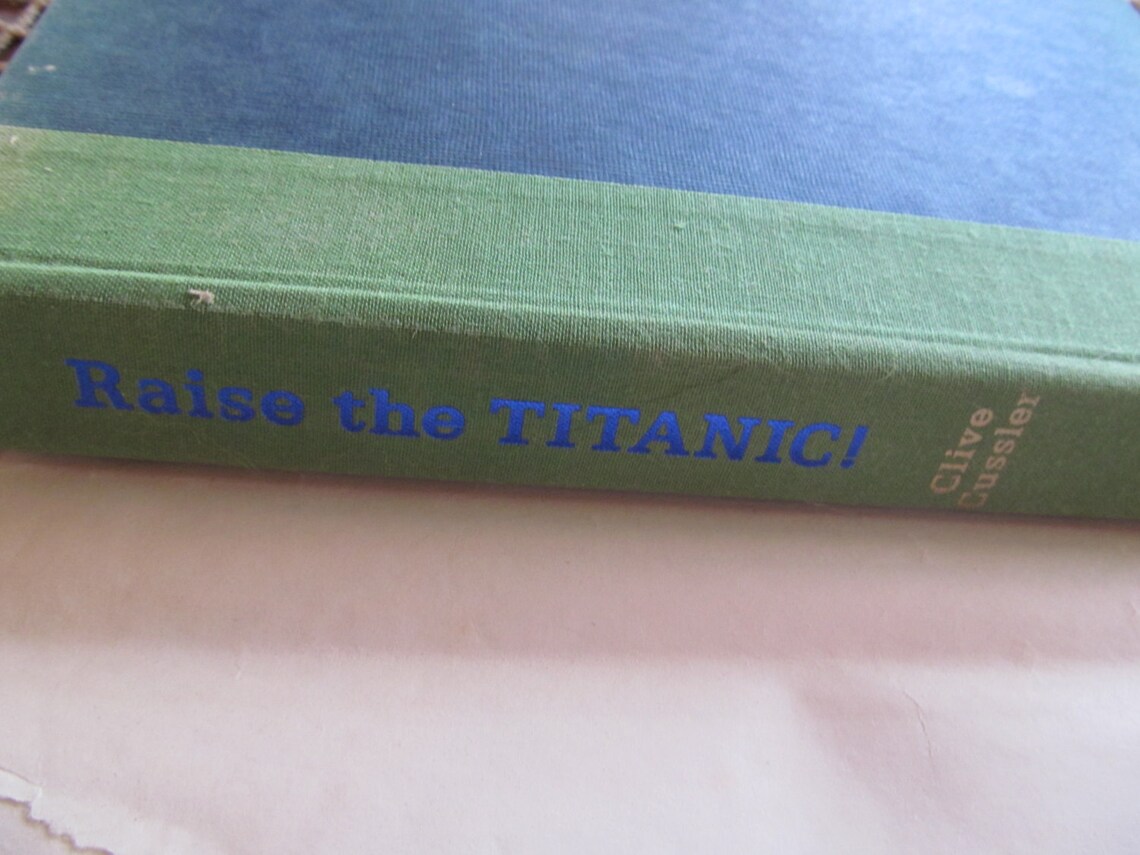 Raise the TITANIC!
Clive
Cussler